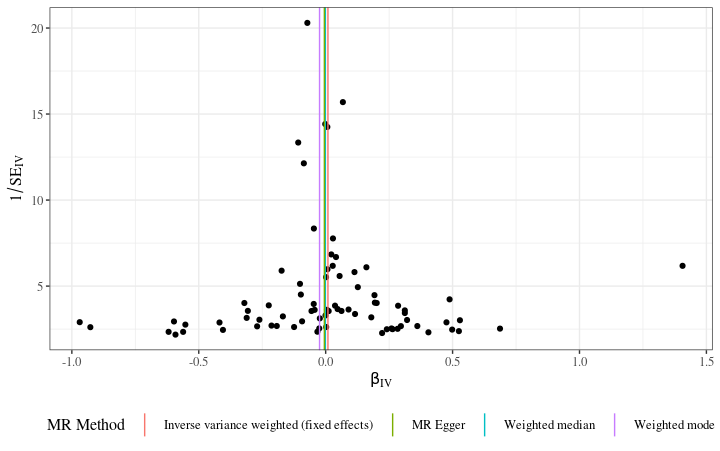 20
15
10
5
1/SE_IV
-1.0 -0.5 0.0 0.5 1.0 1.5
β_IV
MR Method Inverse variance weighted (fixed effects) MR Egger Weighted median Weighted mode